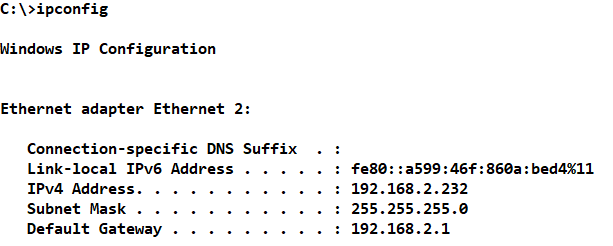 C:\>ipconfig
Windows IP Configuration
Ethernet adapter Ethernet 2:
Connection-specific DNS Suffix  . :
Link-local IPv6 Address . . . . . : fe80::a599:46f:860a:bed4%11
IPv4 Address. . . . . . . . . . . : 192.168.2.232
Subnet Mask . . . . . . . . . . . : 255.255.255.0
Default Gateway . . . . . . . . . : 192.168.2.1